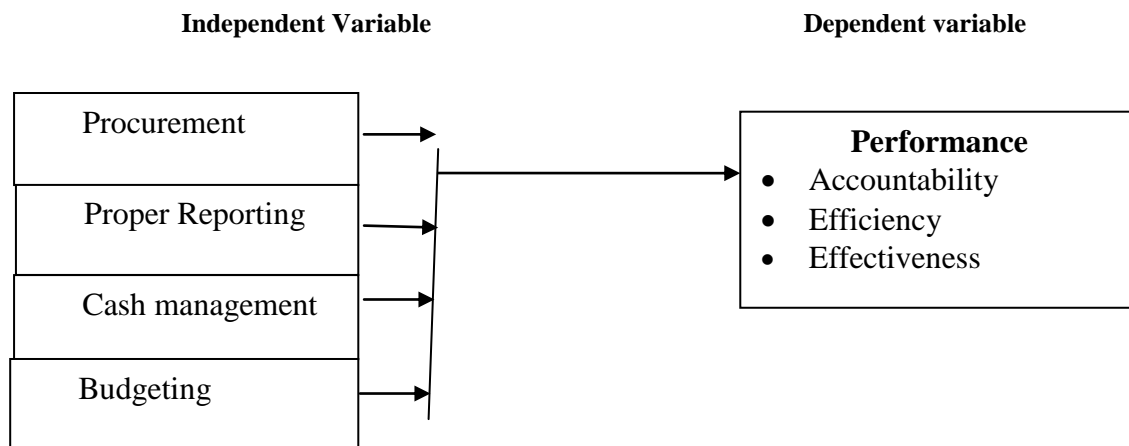 Independent Variable
Dependent variable
Procurement
Proper Reporting
Cash management
Budgeting
Performance
• Accountability
• Efficiency
• Effectiveness